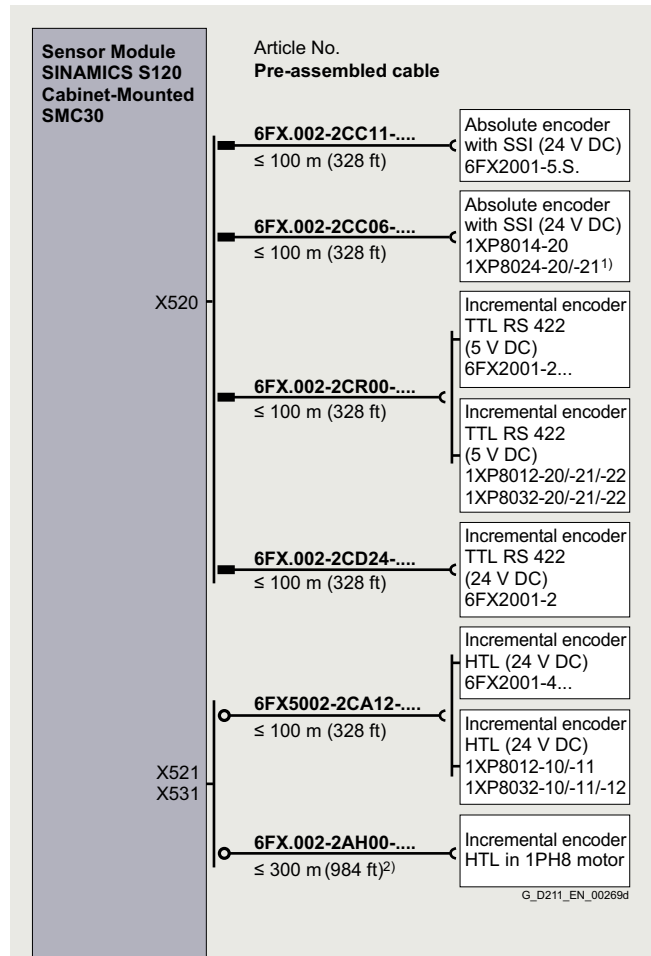 Sensor Module
SINAMICS S120
Cabinet-Mounted
SMC30
Article No.
Pre-assembled cable
6FX.002-2CC11-....
≤ 100 m (328 ft)
Absolute encoder
with SSI (24 V DC)
6FX2001-5.S.
6FX.002-2CC06-....
≤ 100 m (328 ft)
Absolute encoder
with SSI (24 V DC)
1XP8014-20
1XP8024-20/-21¹⁾
X520
Incremental encoder
TTL RS 422
(5 V DC)
6FX2001-2...
6FX.002-2CR00-....
≤ 100 m (328 ft)
Incremental encoder
TTL RS 422
(5 V DC)
1XP8012-20/-21/-22
1XP8032-20/-21/-22
6FX.002-2CD24-....
≤ 100 m (328 ft)
Incremental encoder
TTL RS 422
(24 V DC)
6FX2001-2
Incremental encoder
HTL (24 V DC)
6FX2001-4...
6FX5002-2CA12-....
≤ 100 m (328 ft)
Incremental encoder
HTL (24 V DC)
1XP8012-10/-11
1XP8032-10/-11/-12
X521
X531
6FX.002-2AH00-....
≤ 300 m (984 ft)²⁾
Incremental encoder
HTL in 1PH8 motor
G_D211_EN_00269d